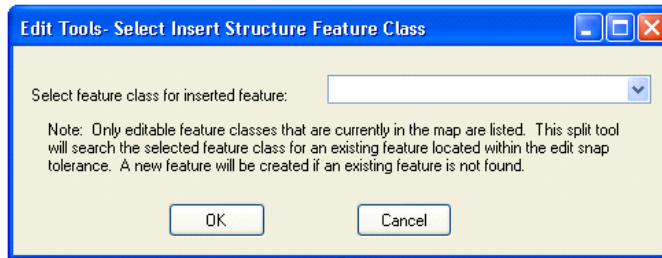 Edit Tools- Select Insert Structure Feature Class
Select feature class for inserted feature:
Note: Only editable feature classes that are currently in the map are listed. This split tool
will search the selected feature class for an existing feature located within the edit snap
tolerance. A new feature will be created if an existing feature is not found.
OK
Cancel